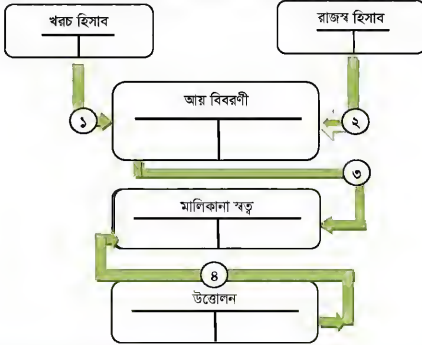 খরচ হিসাব
রাজস্ব হিসাব
আয় বিবরণী
১
২
৩
মালিকানা স্বত্ব
৪
উত্তোলন